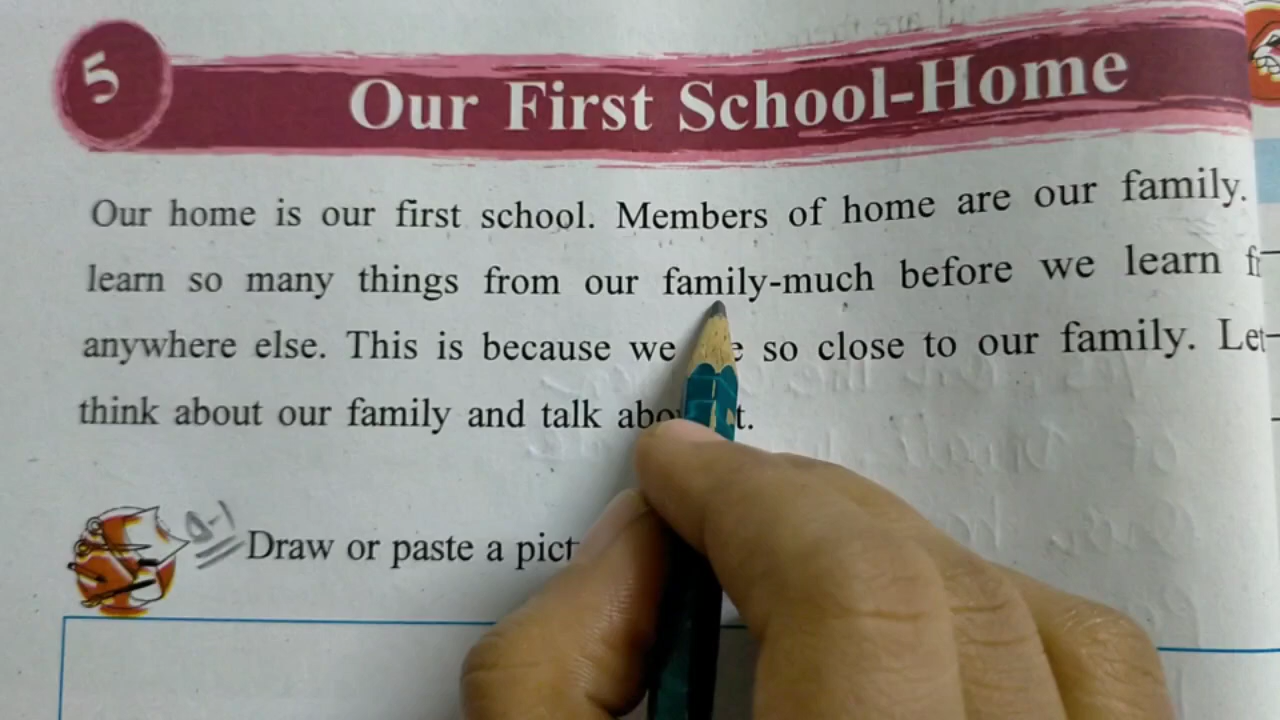 5
Our First School-Home
Our home is our first school. Members of home are our family.
learn so many things from our family-much before we learn
anywhere else. This is because we so close to our family.
think about our family and talk
Draw or paste a